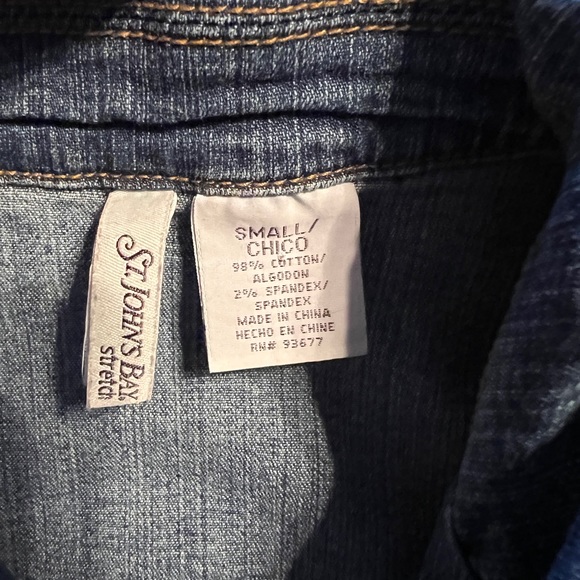 St. John's Bay
stretch
SMALL/
CHICO
98% COTTON/
ALGODON
2% SPANDEX/
SPANDEX
MADE IN CHINA
HECHO EN CHINE
RN# 93677